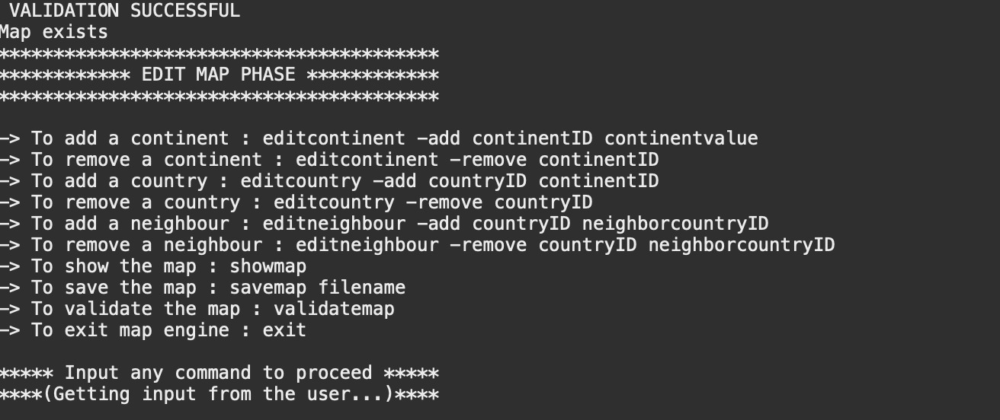 VALIDATION SUCCESSFUL
Map exists
****************************************
************ EDIT MAP PHASE ************
****************************************
-> To add a continent : editcontinent -add continentID continentvalue
-> To remove a continent : editcontinent -remove continentID
-> To add a country : editcountry -add countryID continentID
-> To remove a country : editcountry -remove countryID
-> To add a neighbour : editneighbour -add countryID neighborcountryID
-> To remove a neighbour : editneighbour -remove countryID neighborcountryID
-> To show the map : showmap
-> To save the map : savemap filename
-> To validate the map : validatemap
-> To exit map engine : exit
***** Input any command to proceed *****
****(Getting input from the user...)****